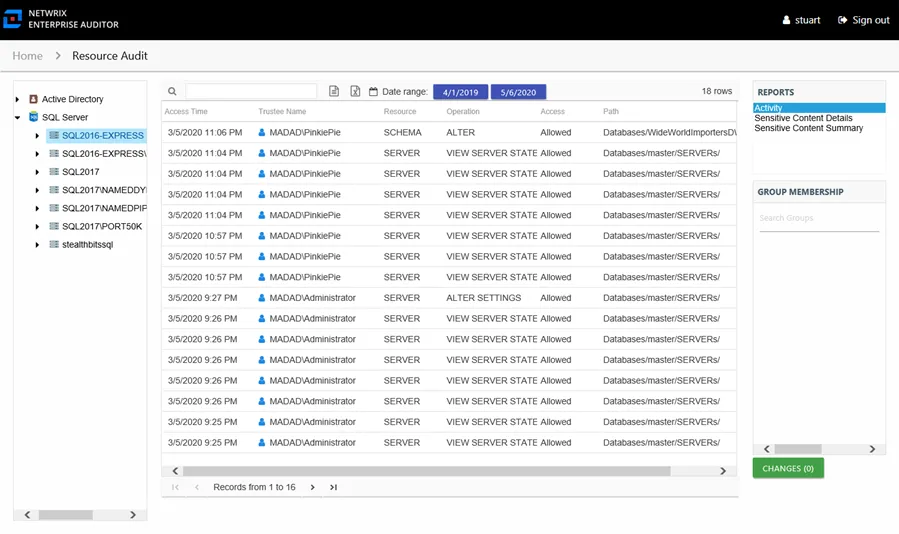 NETWRIX
ENTERPRISE AUDITOR
stuart
Sign out
Home > Resource Audit
Active Directory
SQL Server
SQL2016-EXPRESS
SQL2016-EXPRESS\
SQL2017
SQL2017\NAMEDDY
SQL2017\NAMEDPIP
SQL2017\PORT50K
stealthbitssql
Date range: 4/1/2019 5/6/2020 18 rows
Access Time Trustee Name Resource Operation Access Path
3/5/2020 11:06 PM MADAD\PinkiePie SCHEMA ALTER Allowed Databases/WideWorldImportersD
3/5/2020 11:04 PM MADAD\PinkiePie SERVER VIEW SERVER STATE Allowed Databases/master/SERVERs/
3/5/2020 11:04 PM MADAD\PinkiePie SERVER VIEW SERVER STATE Allowed Databases/master/SERVERs/
3/5/2020 11:04 PM MADAD\PinkiePie SERVER VIEW SERVER STATE Allowed Databases/master/SERVERs/
3/5/2020 11:04 PM MADAD\PinkiePie SERVER VIEW SERVER STATE Allowed Databases/master/SERVERs/
3/5/2020 10:57 PM MADAD\PinkiePie SERVER VIEW SERVER STATE Allowed Databases/master/SERVERs/
3/5/2020 10:57 PM MADAD\PinkiePie SERVER VIEW SERVER STATE Allowed Databases/master/SERVERs/
3/5/2020 10:57 PM MADAD\PinkiePie SERVER VIEW SERVER STATE Allowed Databases/master/SERVERs/
3/5/2020 9:27 PM MADAD\Administrator SERVER ALTER SETTINGS Allowed Databases/master/SERVERs/
3/5/2020 9:26 PM MADAD\Administrator SERVER VIEW SERVER STATE Allowed Databases/master/SERVERs/
3/5/2020 9:26 PM MADAD\Administrator SERVER VIEW SERVER STATE Allowed Databases/master/SERVERs/
3/5/2020 9:26 PM MADAD\Administrator SERVER VIEW SERVER STATE Allowed Databases/master/SERVERs/
3/5/2020 9:26 PM MADAD\Administrator SERVER VIEW SERVER STATE Allowed Databases/master/SERVERs/
3/5/2020 9:26 PM MADAD\Administrator SERVER VIEW SERVER STATE Allowed Databases/master/SERVERs/
3/5/2020 9:25 PM MADAD\Administrator SERVER VIEW SERVER STATE Allowed Databases/master/SERVERs/
3/5/2020 9:25 PM MADAD\Administrator SERVER VIEW SERVER STATE Allowed Databases/master/SERVERs/
Records from 1 to 16
REPORTS
Activity
Sensitive Content Details
Sensitive Content Summary
GROUP MEMBERSHIP
Search Groups
CHANGES (0)